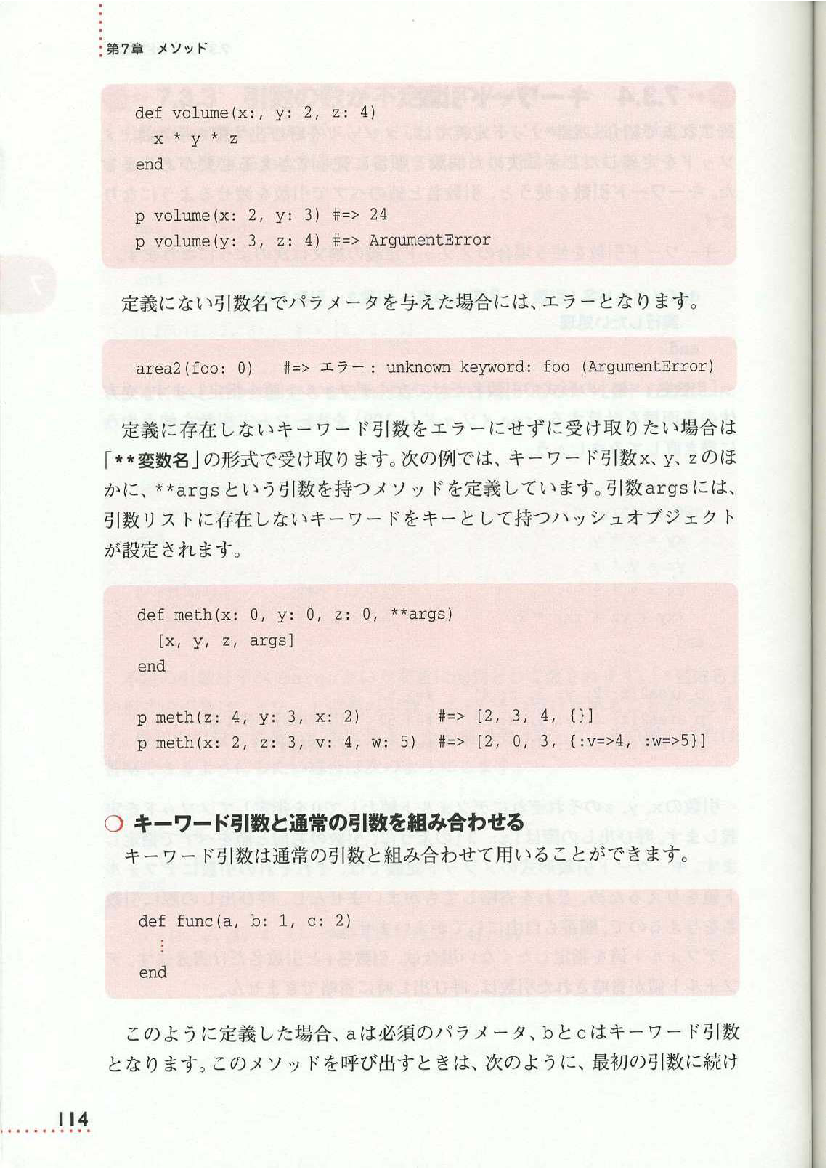 第7章 メソッド
def volume(x:, y: 2, z: 4)
  x * y * z
end
p volume(x: 2, y: 3) #=> 24
p volume(y: 3, z: 4) #=> ArgumentError
定義にない引数名でパラメータを与えた場合には、エラーとなります。
area2(foo: 0)   #=> エラー: unknown keyword: foo (ArgumentError)
定義に存在しないキーワード引数をエラーにせずに受け取りたい場合は
「**変数名」の形式で受け取ります。次の例では、キーワード引数x、y、zのほ
かに、**argsという引数を持つメソッドを定義しています。引数argsには、
引数リストに存在しないキーワードをキーとして持つハッシュオブジェクト
が設定されます。
def meth(x: 0, y: 0, z: 0, **args)
  [x, y, z, args]
end
p meth(z: 4, y: 3, x: 2)        #=> [2, 3, 4, {}]
p meth(x: 2, z: 3, v: 4, w: 5)  #=> [2, 0, 3, {:v=>4, :w=>5}]
○ キーワード引数と通常の引数を組み合わせる
キーワード引数は通常の引数と組み合わせて用いることができます。
def func(a, b: 1, c: 2)
  ⋮
end
このように定義した場合、aは必須のパラメータ、bとcはキーワード引数
となります。このメソッドを呼び出すときは、次のように、最初の引数に続け
114